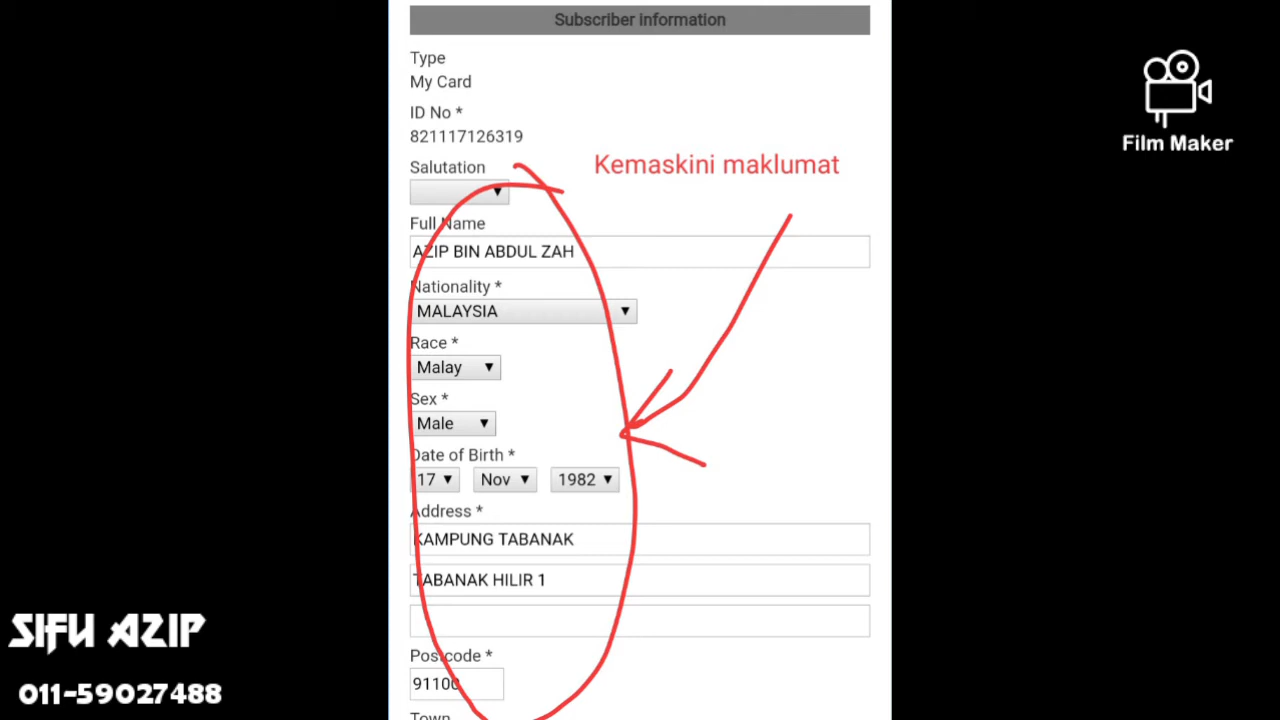 Subscriber information
Type
My Card
ID No *
821117126319
Salutation
Kemaskini maklumat
Full Name
AZIP BIN ABDUL ZAH
Nationality *
MALAYSIA
Race *
Malay
Sex *
Male
Date of Birth *
17 Nov 1982
Address *
KAMPUNG TABANAK
TABANAK HILIR 1
Postcode *
91100
Town
Film Maker
SIFU AZIP
011-59027488